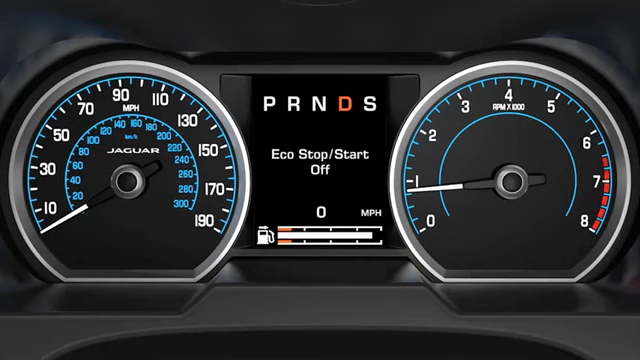 10 30 50 70 90 110 130 150 170 190
MPH
20 40 60 80 100 120 140 160 180 200 220 240 260 280 300
km/h
JAGUAR
P R N D S
Eco Stop/Start
Off
0 MPH
0 1 2 3 4 5 6 7 8
RPM X 1000